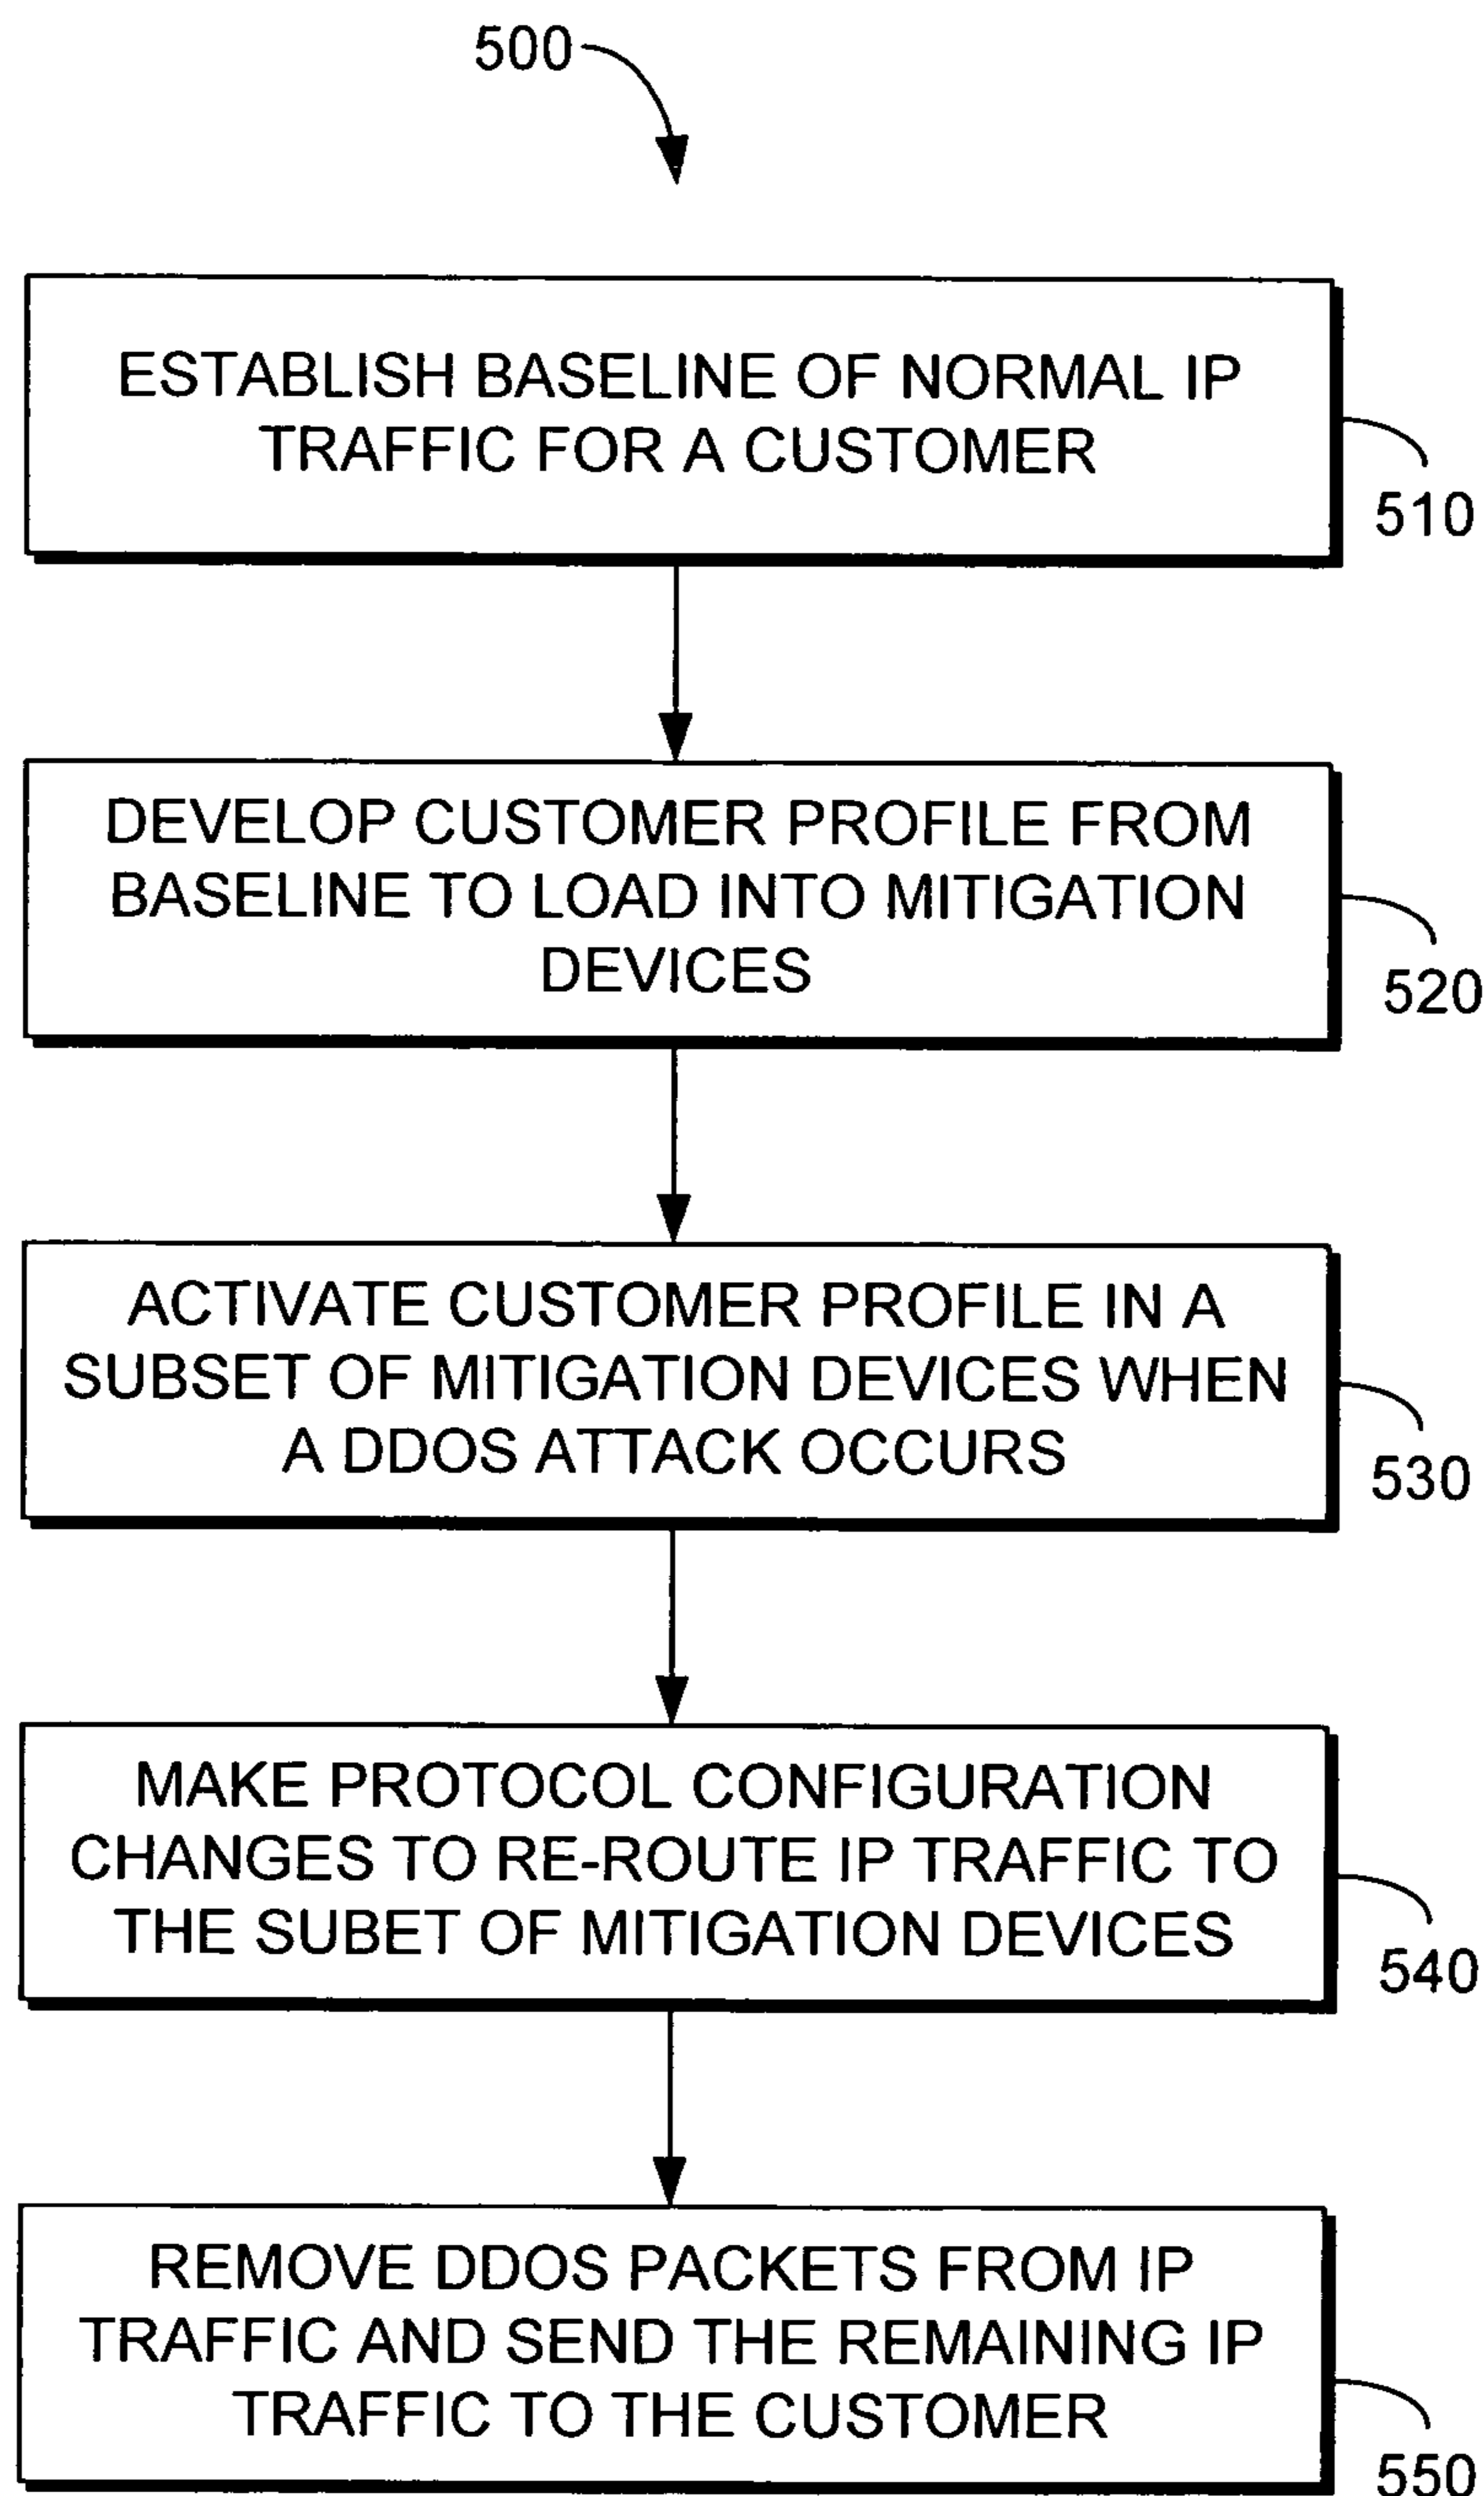 500
ESTABLISH BASELINE OF NORMAL IP
TRAFFIC FOR A CUSTOMER
510
DEVELOP CUSTOMER PROFILE FROM
BASELINE TO LOAD INTO MITIGATION
DEVICES
520
ACTIVATE CUSTOMER PROFILE IN A
SUBSET OF MITIGATION DEVICES WHEN
A DDOS ATTACK OCCURS
530
MAKE PROTOCOL CONFIGURATION
CHANGES TO RE-ROUTE IP TRAFFIC TO
THE SUBET OF MITIGATION DEVICES
540
REMOVE DDOS PACKETS FROM IP
TRAFFIC AND SEND THE REMAINING IP
TRAFFIC TO THE CUSTOMER
550